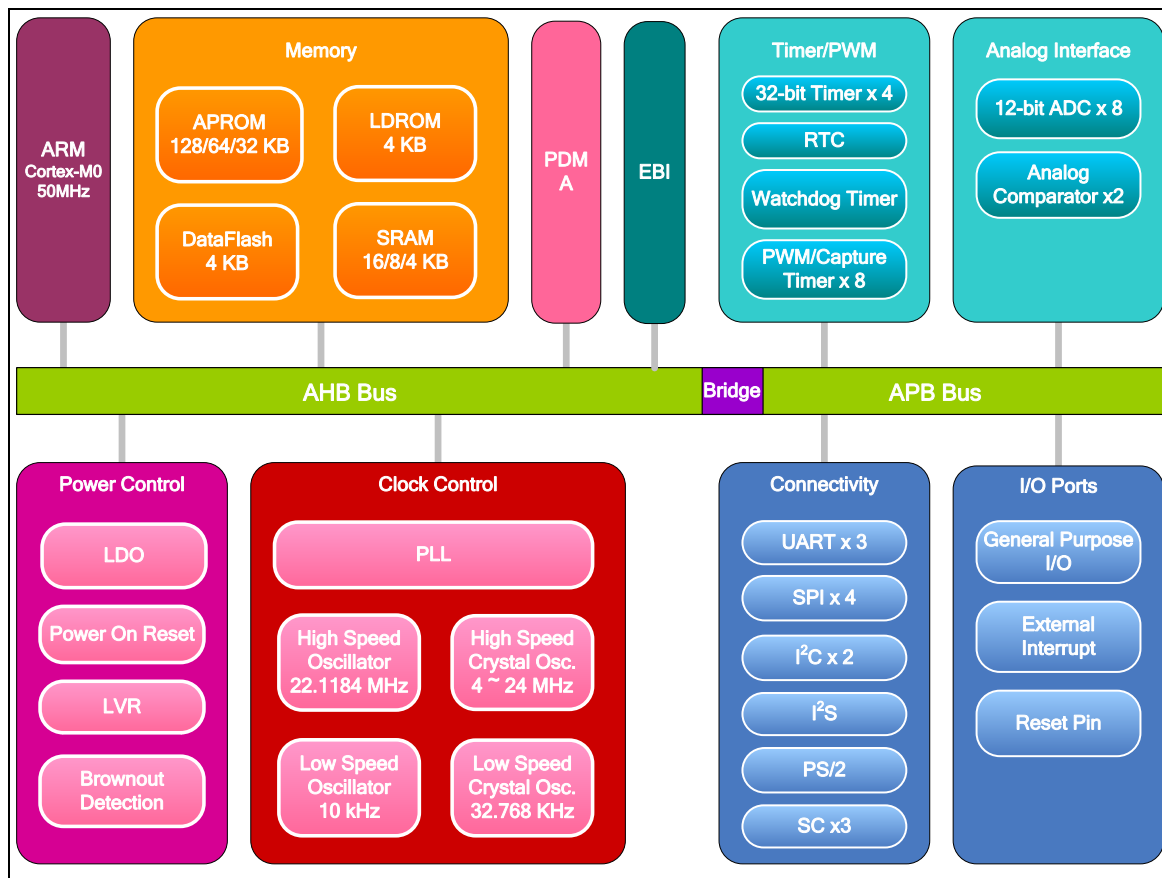 ARM
Cortex-M0
50MHz
Memory
APROM
128/64/32 KB
LDROM
4 KB
DataFlash
4 KB
SRAM
16/8/4 KB
PDM
A
EBI
Timer/PWM
32-bit Timer x 4
RTC
Watchdog Timer
PWM/Capture
Timer x 8
Analog Interface
12-bit ADC x 8
Analog
Comparator x2
AHB Bus
Bridge
APB Bus
Power Control
LDO
Power On Reset
LVR
Brownout
Detection
Clock Control
PLL
High Speed
Oscillator
22.1184 MHz
High Speed
Crystal Osc.
4 ~ 24 MHz
Low Speed
Oscillator
10 kHz
Low Speed
Crystal Osc.
32.768 KHz
Connectivity
UART x 3
SPI x 4
I²C x 2
I²S
PS/2
SC x3
I/O Ports
General Purpose
I/O
External
Interrupt
Reset Pin